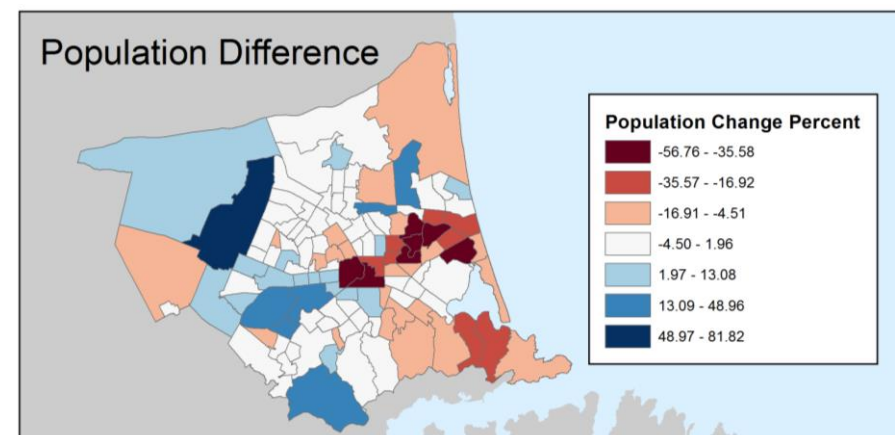 Population Difference
Population Change Percent
-56.76 - -35.58
-35.57 - -16.92
-16.91 - -4.51
-4.50 - 1.96
1.97 - 13.08
13.09 - 48.96
48.97 - 81.82